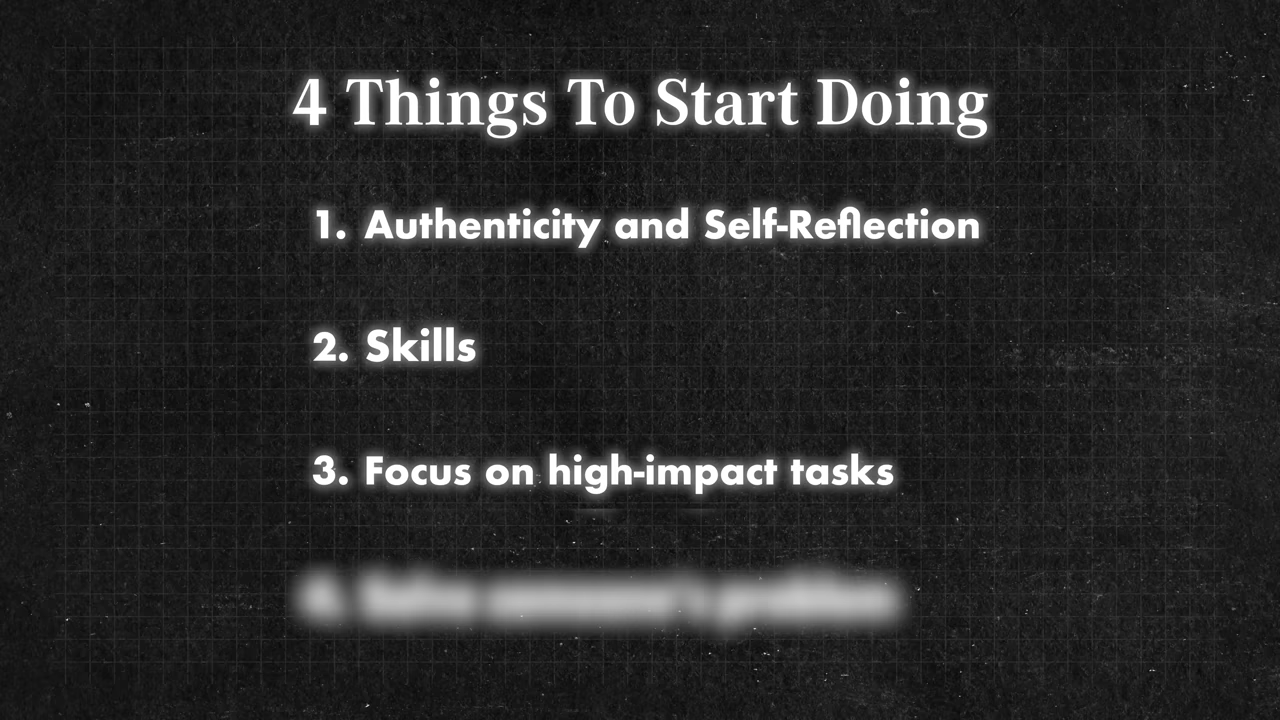 4 Things To Start Doing
1. Authenticity and Self-Reflection
2. Skills
3. Focus on high-impact tasks